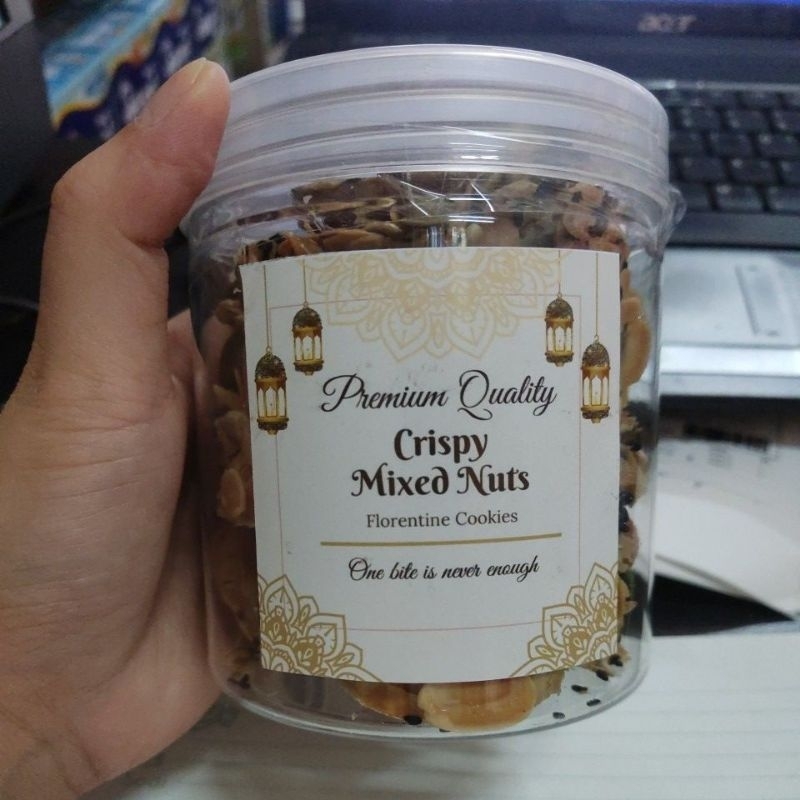 acer
Premium Quality
Crispy
Mixed Nuts
Florentine Cookies
One bite is never enough